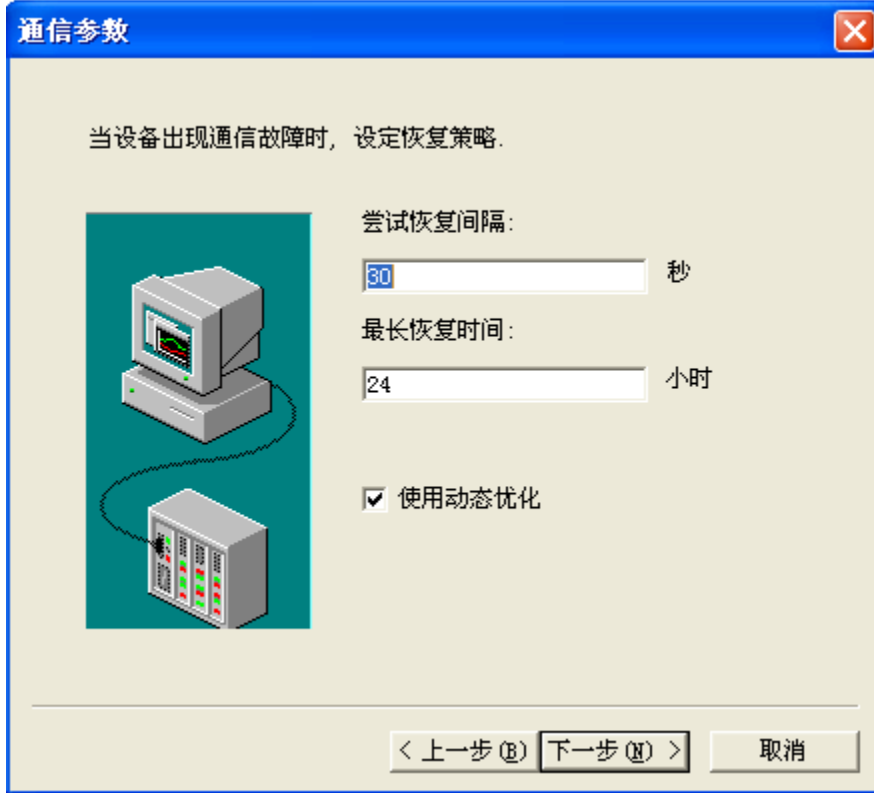 通信参数
当设备出现通信故障时, 设定恢复策略.
尝试恢复间隔:
30 秒
最长恢复时间:
24 小时
使用动态优化
< 上一步(B) 下一步(N) > 取消